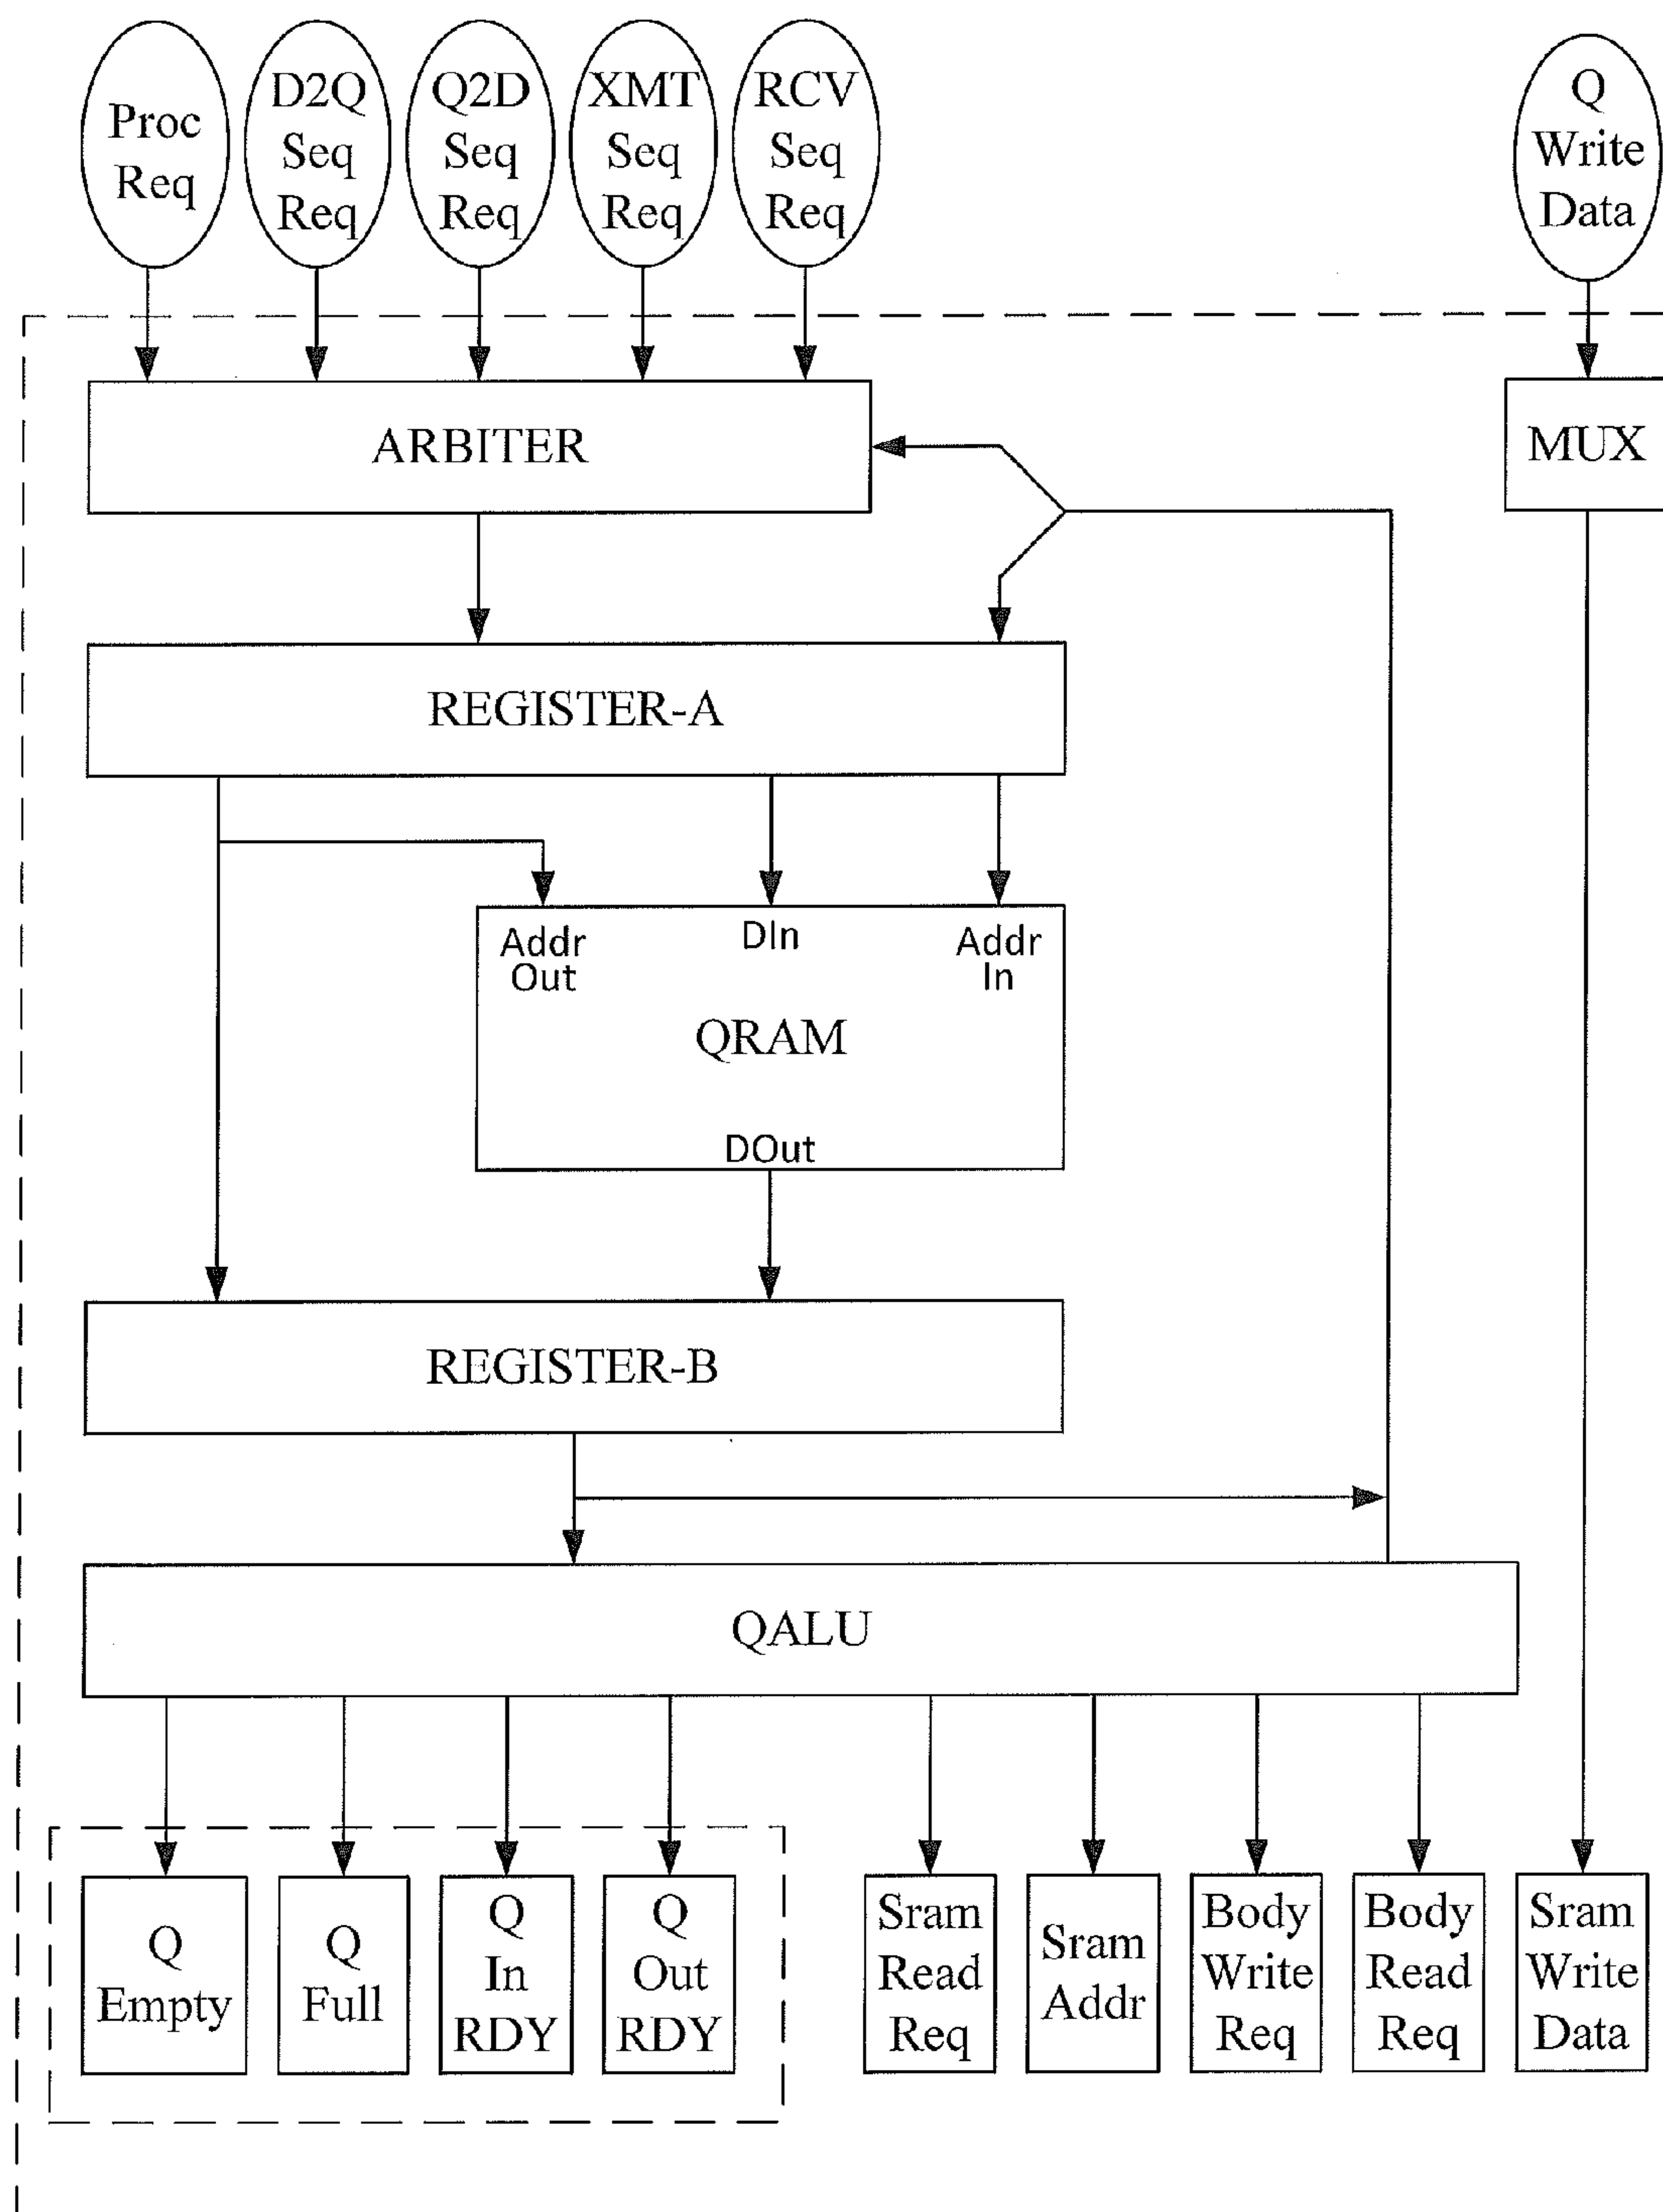 Proc
Req
D2Q
Seq
Req
Q2D
Seq
Req
XMT
Seq
Req
RCV
Seq
Req
Q
Write
Data
ARBITER
MUX
REGISTER-A
Addr
Out
DIn
Addr
In
QRAM
DOut
REGISTER-B
QALU
Q
Empty
Q
Full
Q
In
RDY
Q
Out
RDY
Sram
Read
Req
Sram
Addr
Body
Write
Req
Body
Read
Req
Sram
Write
Data